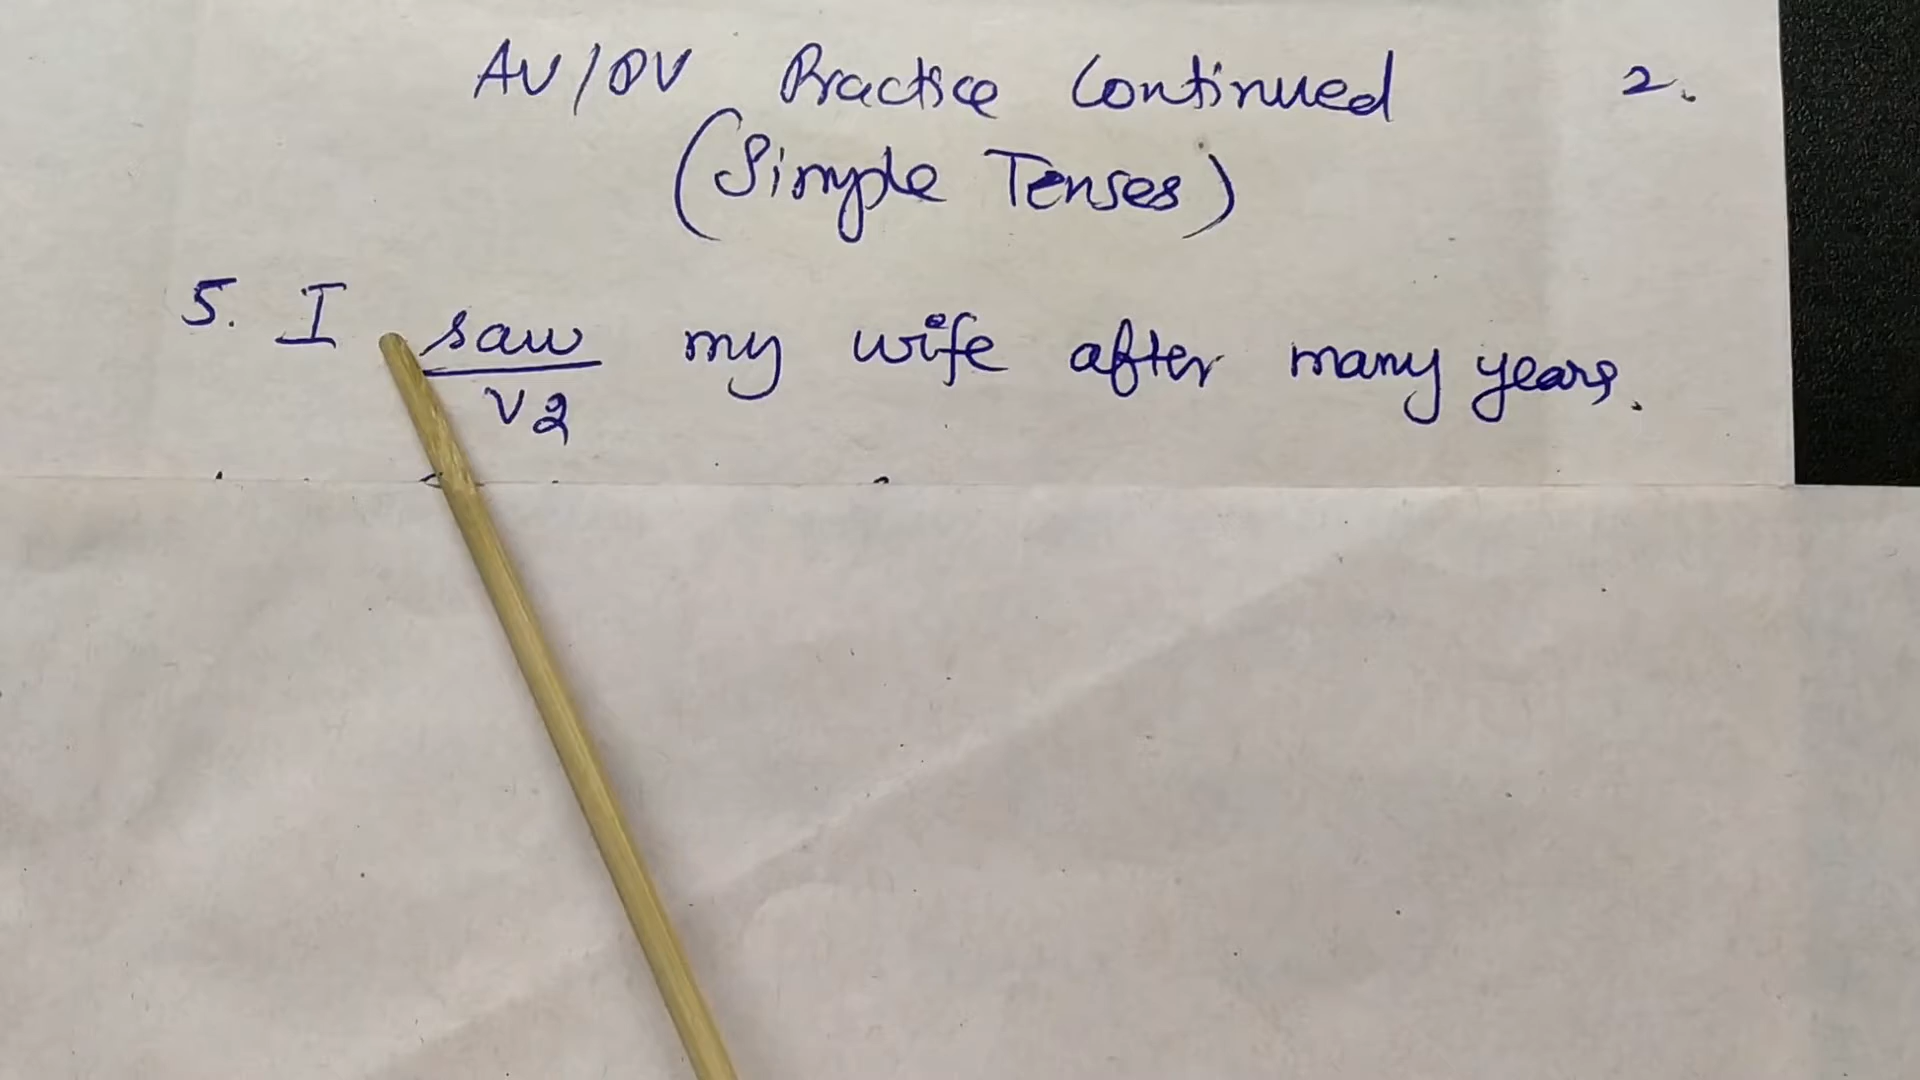 AV/PV Practice Continued 2.
(Simple Tenses)
5. I saw my wife after many years.
V2